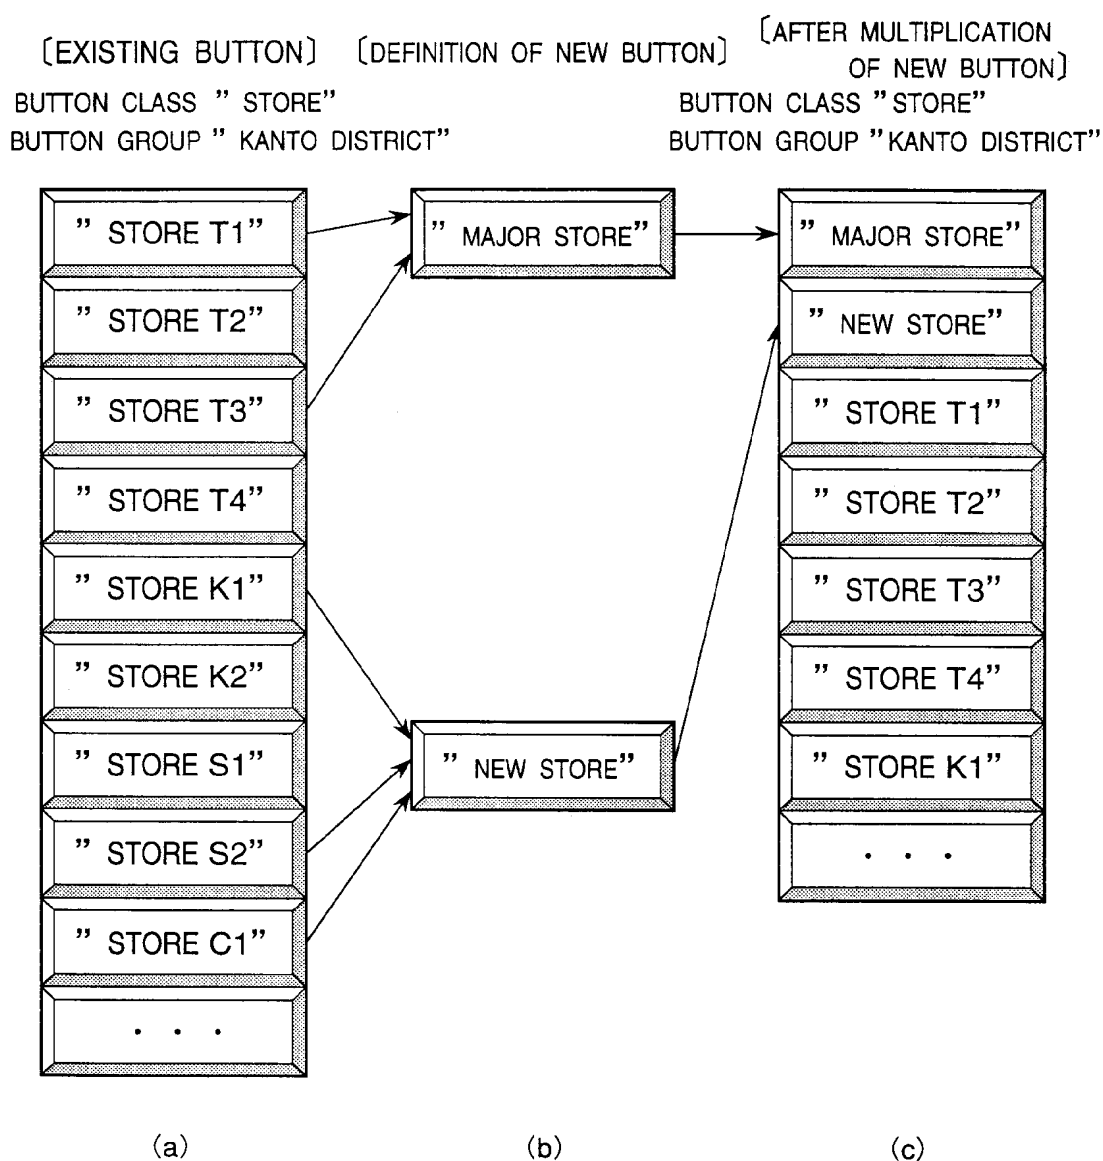 〔EXISTING BUTTON〕
BUTTON CLASS ” STORE”
BUTTON GROUP ” KANTO DISTRICT”
” STORE T1”
” STORE T2”
” STORE T3”
” STORE T4”
” STORE K1”
” STORE K2”
” STORE S1”
” STORE S2”
” STORE C1”
· · ·
(a)
〔DEFINITION OF NEW BUTTON〕
” MAJOR STORE”
” NEW STORE”
(b)
〔AFTER MULTIPLICATION
OF NEW BUTTON〕
BUTTON CLASS ” STORE”
BUTTON GROUP ”KANTO DISTRICT”
” MAJOR STORE”
” NEW STORE”
” STORE T1”
” STORE T2”
” STORE T3”
” STORE T4”
” STORE K1”
· · ·
(c)